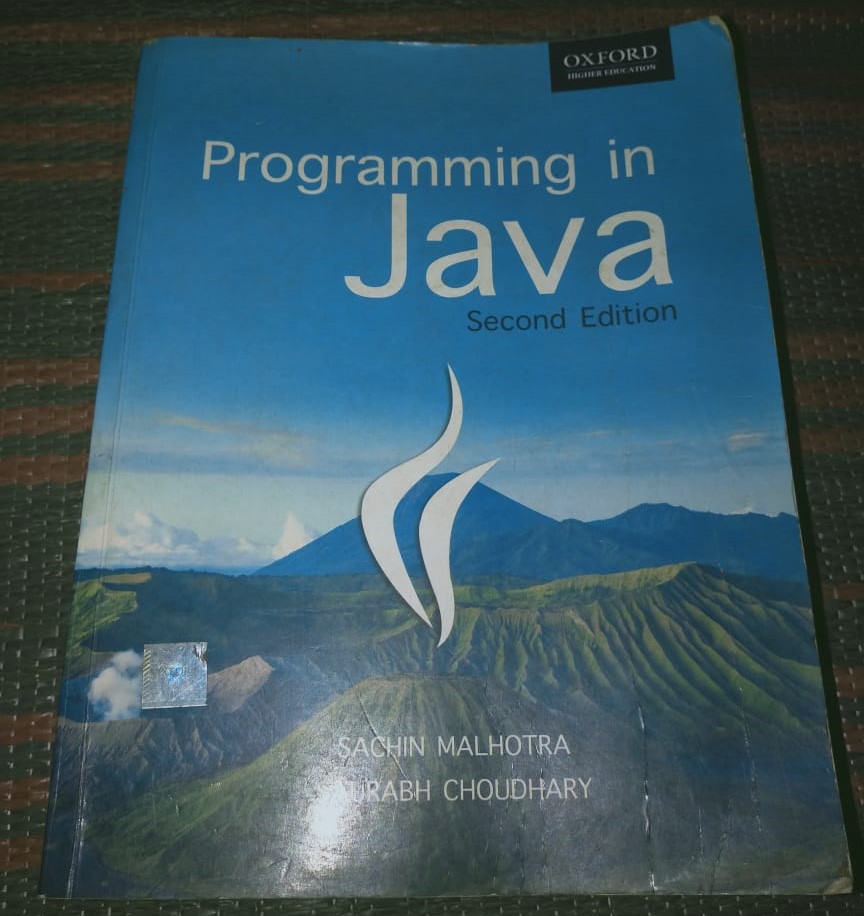 OXFORD
HIGHER EDUCATION
Programming in
Java
Second Edition
SACHIN MALHOTRA
CHOUDHARY